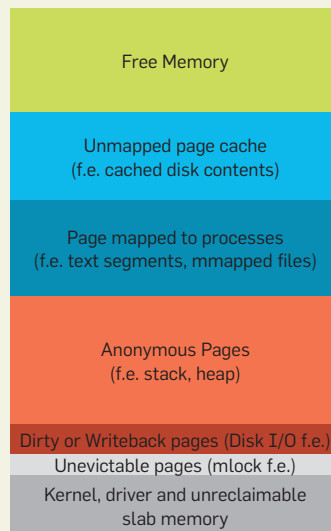 Free Memory
Unmapped page cache
(f.e. cached disk contents)
Page mapped to processes
(f.e. text segments, mmapped files)
Anonymous Pages
(f.e. stack, heap)
Dirty or Writeback pages (Disk I/O f.e.)
Unevictable pages (mlock f.e.)
Kernel, driver and unreclaimable
slab memory